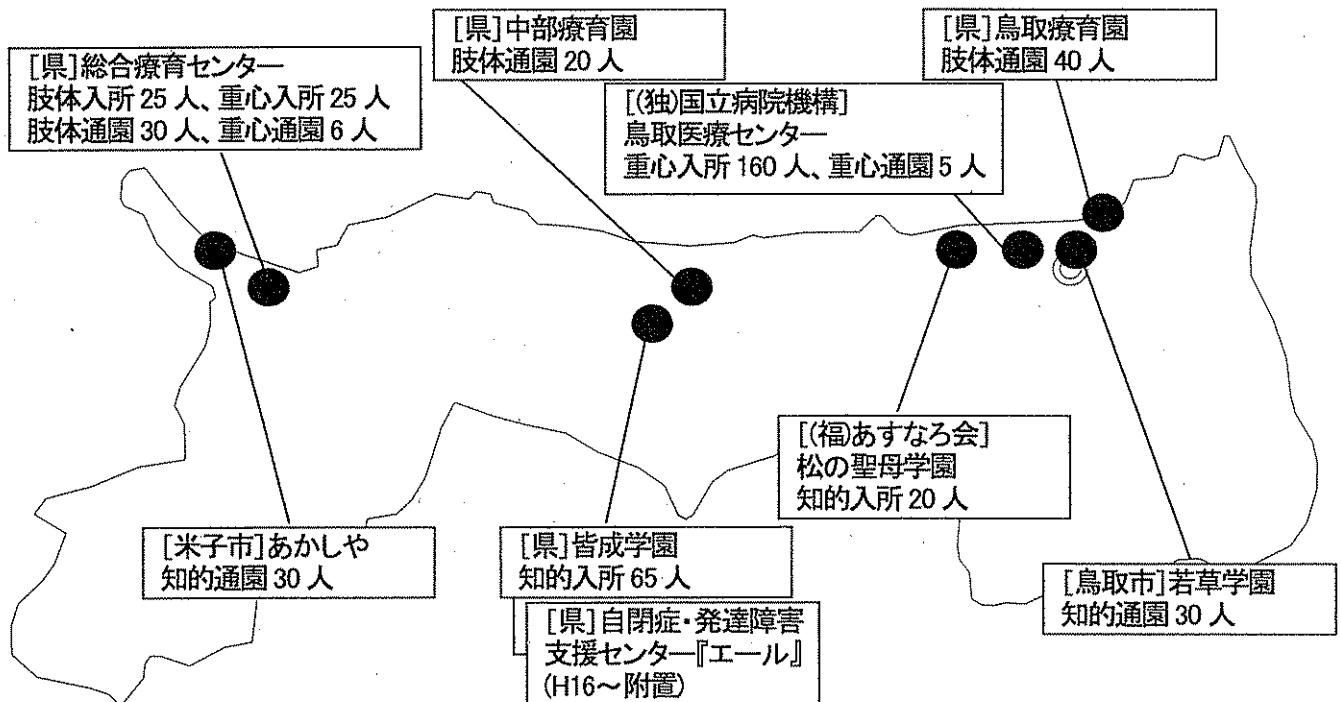 [県]総合療育センター
肢体入所 25 人、重心入所 25 人
肢体通園 30 人、重心通園 6 人
[県]中部療育園
肢体通園 20 人
[(独)国立病院機構]
鳥取医療センター
重心入所 160 人、重心通園 5 人
[県]鳥取療育園
肢体通園 40 人
[米子市]あかしや
知的通園 30 人
[県]皆成学園
知的入所 65 人
[県]自閉症・発達障害
支援センター『エール』
(H16～附置)
[(福)あすなろ会]
松の聖母学園
知的入所 20 人
[鳥取市]若草学園
知的通園 30 人